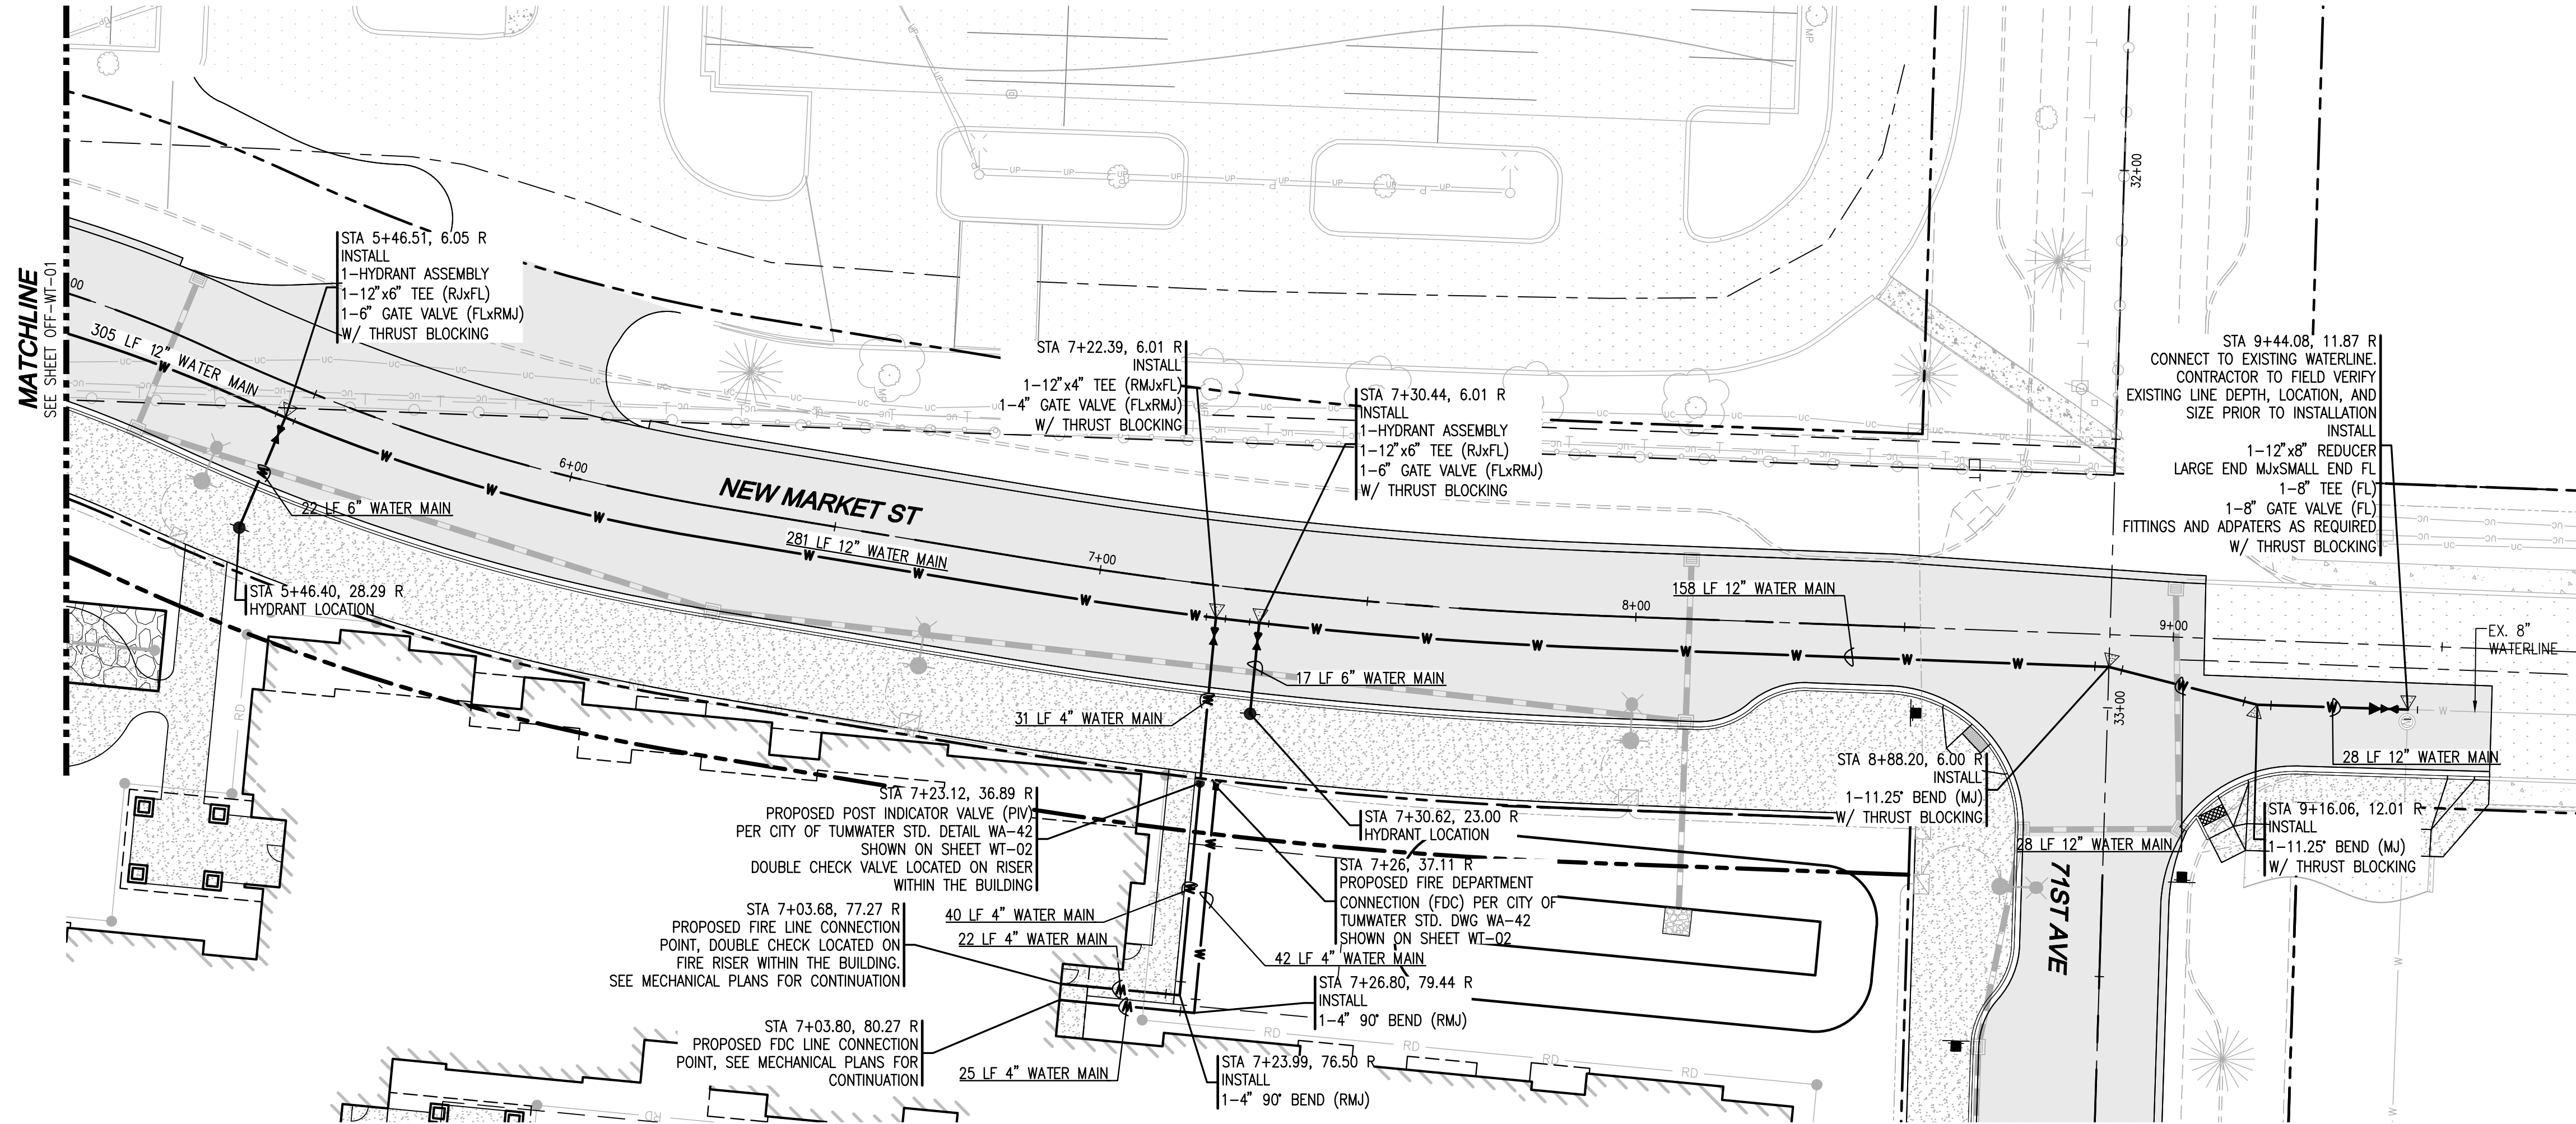 MATCHLINE
SEE SHEET OFF-WT-01
00
305 LF 12" WATER MAIN
STA 5+46.51, 6.05 R
INSTALL
1-HYDRANT ASSEMBLY
1-12"x6" TEE (RJxFL)
1-6" GATE VALVE (FLxRMJ)
W/ THRUST BLOCKING
22 LF 6" WATER MAIN
STA 5+46.40, 28.29 R
HYDRANT LOCATION
6+00
NEW MARKET ST
281 LF 12" WATER MAIN
7+00
STA 7+22.39, 6.01 R
INSTALL
1-12"x4" TEE (RMJxFL)
1-4" GATE VALVE (FLxRMJ)
W/ THRUST BLOCKING
STA 7+30.44, 6.01 R
INSTALL
1-HYDRANT ASSEMBLY
1-12"x6" TEE (RJxFL)
1-6" GATE VALVE (FLxRMJ)
W/ THRUST BLOCKING
17 LF 6" WATER MAIN
31 LF 4" WATER MAIN
8+00
158 LF 12" WATER MAIN
9+00
32+00
33+00
STA 9+44.08, 11.87 R
CONNECT TO EXISTING WATERLINE.
CONTRACTOR TO FIELD VERIFY
EXISTING LINE DEPTH, LOCATION, AND
SIZE PRIOR TO INSTALLATION
INSTALL
1-12"x8" REDUCER
LARGE END MJxSMALL END FL
1-8" TEE (FL)
1-8" GATE VALVE (FL)
FITTINGS AND ADPATERS AS REQUIRED
W/ THRUST BLOCKING
EX. 8"
WATERLINE
28 LF 12" WATER MAIN
STA 8+88.20, 6.00 R
INSTALL
1-11.25° BEND (MJ)
W/ THRUST BLOCKING
28 LF 12" WATER MAIN
STA 9+16.06, 12.01 R
INSTALL
1-11.25° BEND (MJ)
W/ THRUST BLOCKING
71ST AVE
STA 7+23.12, 36.89 R
PROPOSED POST INDICATOR VALVE (PIV)
PER CITY OF TUMWATER STD. DETAIL WA-42
SHOWN ON SHEET WT-02
DOUBLE CHECK VALVE LOCATED ON RISER
WITHIN THE BUILDING
STA 7+30.62, 23.00 R
HYDRANT LOCATION
STA 7+26, 37.11 R
PROPOSED FIRE DEPARTMENT
CONNECTION (FDC) PER CITY OF
TUMWATER STD. DWG WA-42
SHOWN ON SHEET WT-02
40 LF 4" WATER MAIN
22 LF 4" WATER MAIN
42 LF 4" WATER MAIN
STA 7+03.68, 77.27 R
PROPOSED FIRE LINE CONNECTION
POINT, DOUBLE CHECK LOCATED ON
FIRE RISER WITHIN THE BUILDING.
SEE MECHANICAL PLANS FOR CONTINUATION
STA 7+26.80, 79.44 R
INSTALL
1-4" 90° BEND (RMJ)
STA 7+03.80, 80.27 R
PROPOSED FDC LINE CONNECTION
POINT, SEE MECHANICAL PLANS FOR
CONTINUATION
25 LF 4" WATER MAIN
STA 7+23.99, 76.50 R
INSTALL
1-4" 90° BEND (RMJ)